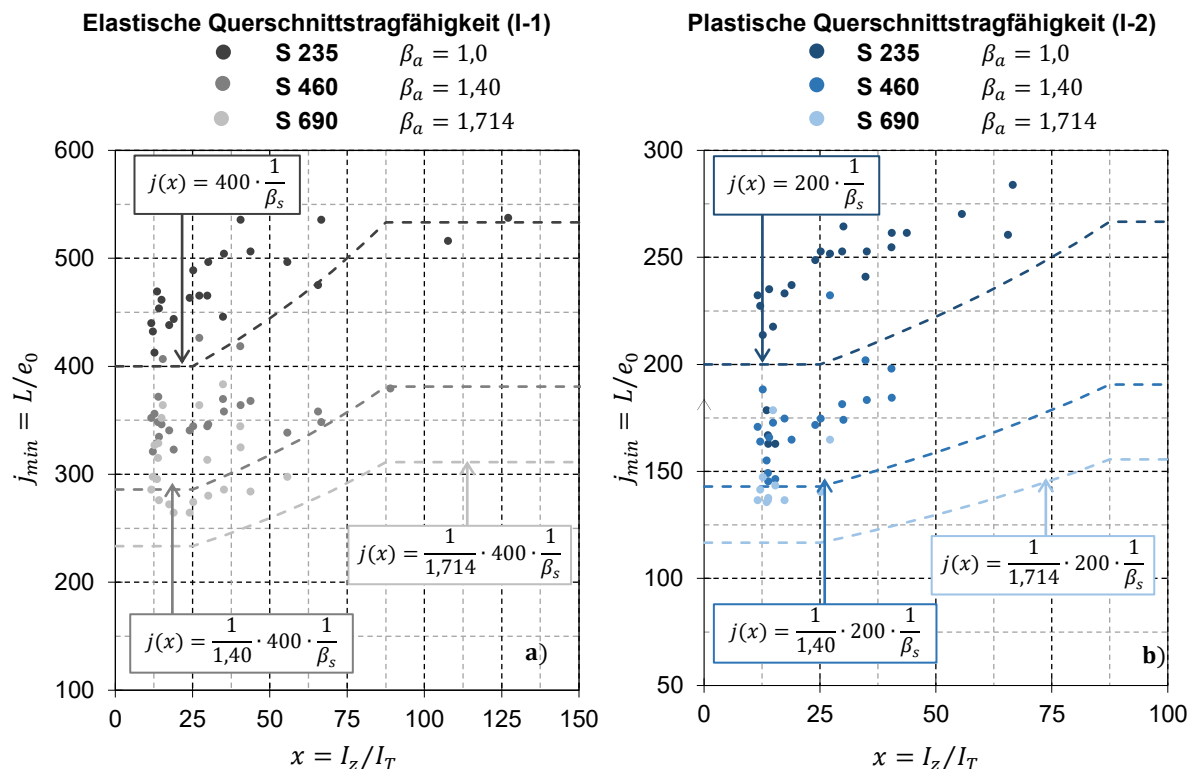 Elastische Querschnittstragfähigkeit (I-1)
S 235 β_a = 1,0
S 460 β_a = 1,40
S 690 β_a = 1,714
600
500
400
300
200
100
j_min = L/e_0
j(x) = 400 · 1/β_s
j(x) = 1/1,714 · 400 · 1/β_s
j(x) = 1/1,40 · 400 · 1/β_s
a)
0 25 50 75 100 125 150
x = I_z/I_T
Plastische Querschnittstragfähigkeit (I-2)
S 235 β_a = 1,0
S 460 β_a = 1,40
S 690 β_a = 1,714
300
250
200
150
100
50
j_min = L/e_0
j(x) = 200 · 1/β_s
j(x) = 1/1,714 · 200 · 1/β_s
j(x) = 1/1,40 · 200 · 1/β_s
b)
0 25 50 75 100
x = I_z/I_T